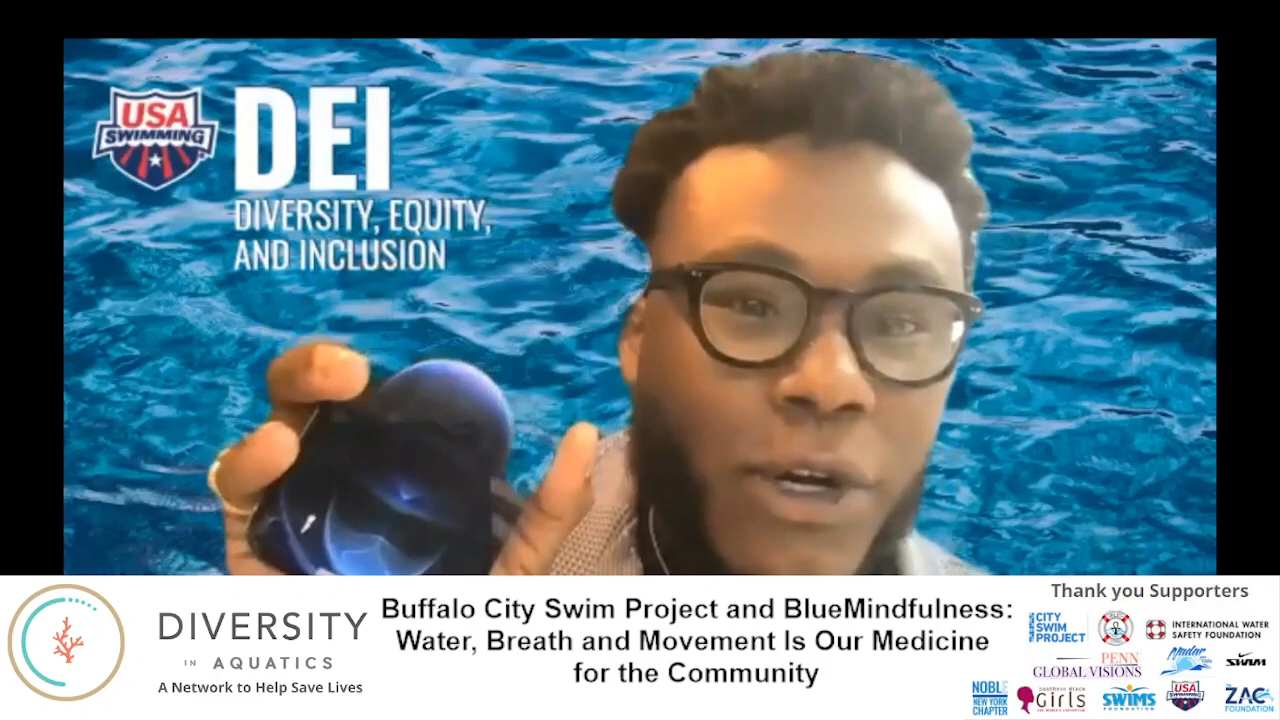 USA
SWIMMING
DEI
DIVERSITY, EQUITY,
AND INCLUSION
DIVERSITY
IN AQUATICS
A Network to Help Save Lives
Buffalo City Swim Project and BlueMindfulness:
Water, Breath and Movement Is Our Medicine
for the Community
Thank you Supporters
CITY
SWIM
PROJECT
INTERNATIONAL WATER
SAFETY FOUNDATION
PENN
GLOBAL VISIONS
SWIM
NOBL
NEW YORK
CHAPTER
Girls
SWIMS
FOUNDATION
USA
SWIMMING
ZAC
FOUNDATION